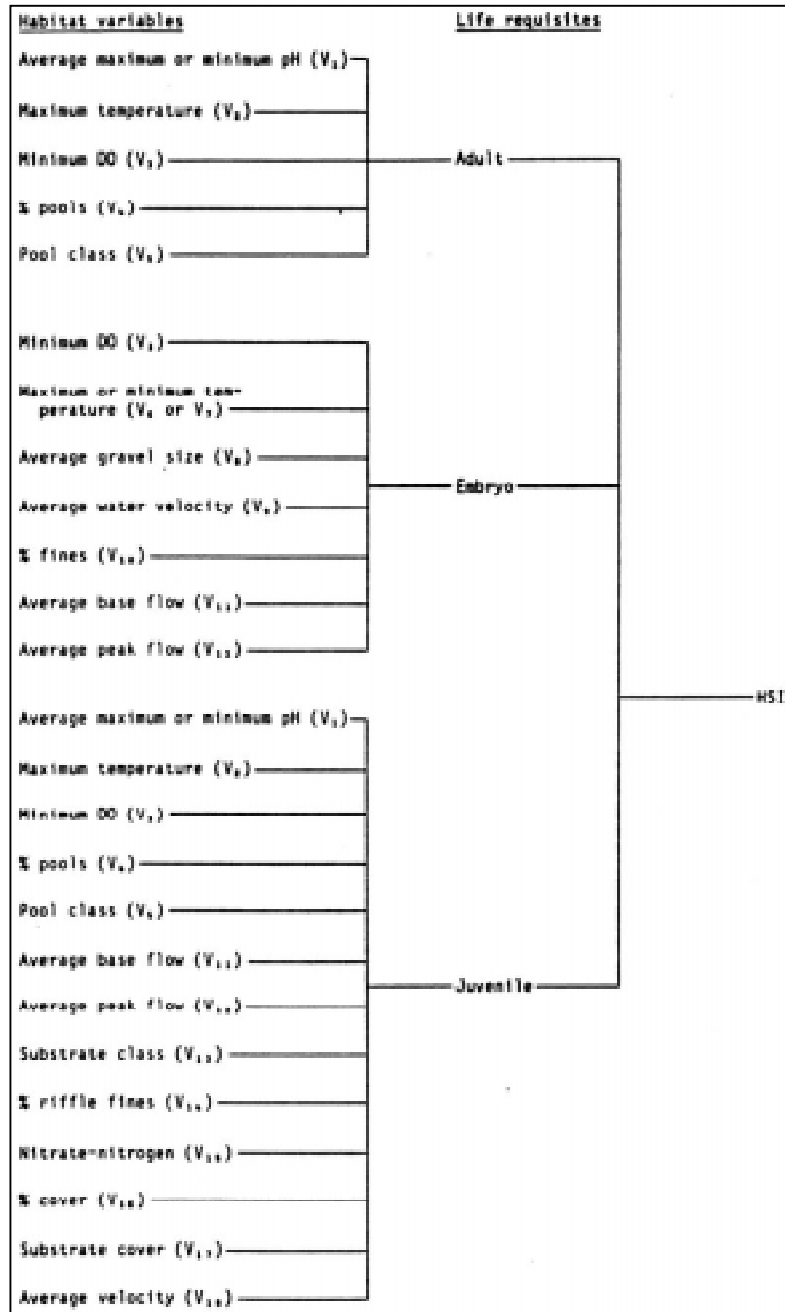 Habitat variables
Life requisites
Average maximum or minimum pH (V₁)
Maximum temperature (V₂)
Minimum DO (V₃)
% pools (V₄)
Pool class (V₅)
Adult
Minimum DO (V₃)
Maximum or minimum tem-
perature (V₆ or V₇)
Average gravel size (V₈)
Average water velocity (V₉)
% fines (V₁₀)
Average base flow (V₁₁)
Average peak flow (V₁₂)
Embryo
HSI
Average maximum or minimum pH (V₁)
Maximum temperature (V₂)
Minimum DO (V₃)
% pools (V₄)
Pool class (V₅)
Average base flow (V₁₁)
Average peak flow (V₁₂)
Substrate class (V₁₃)
% riffle fines (V₁₄)
Nitrate-nitrogen (V₁₅)
% cover (V₁₆)
Substrate cover (V₁₇)
Average velocity (V₁₈)
Juvenile